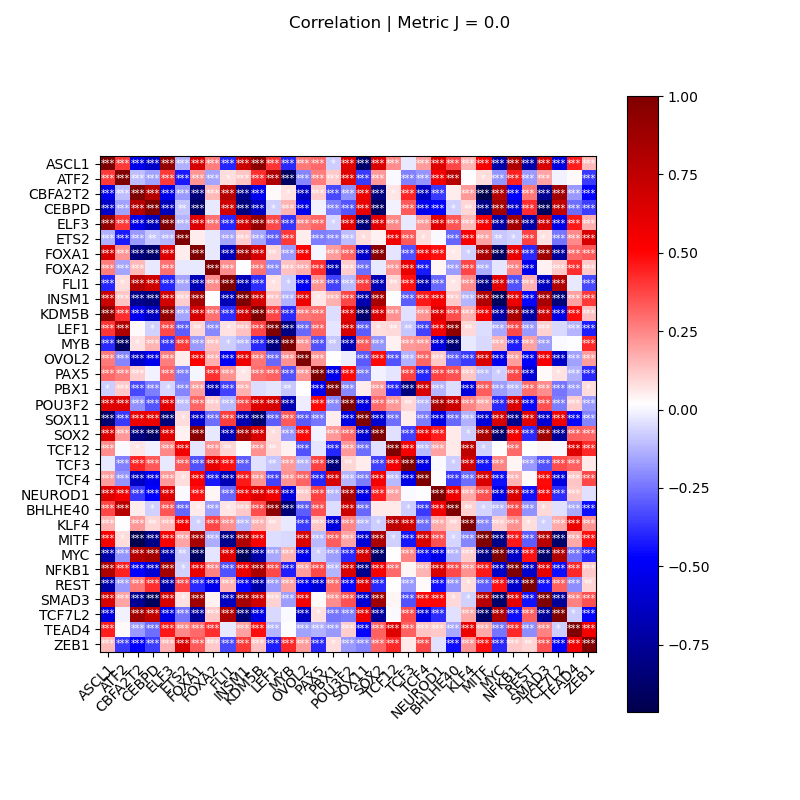 Correlation | Metric J = 0.0
ASCL1
ATF2
CBFA2T2
CEBPD
ELF3
ETS2
FOXA1
FOXA2
FLI1
INSM1
KDM5B
LEF1
MYB
OVOL2
PAX5
PBX1
POU3F2
SOX11
SOX2
TCF12
TCF3
TCF4
NEUROD1
BHLHE40
KLF4
MITF
MYC
NFKB1
REST
SMAD3
TCF7L2
TEAD4
ZEB1
ASCL1
ATF2
CBFA2T2
CEBPD
ELF3
ETS2
FOXA1
FOXA2
FLI1
INSM1
KDM5B
LEF1
MYB
OVOL2
PAX5
PBX1
POU3F2
SOX11
SOX2
TCF12
TCF3
TCF4
NEUROD1
BHLHE40
KLF4
MITF
MYC
NFKB1
REST
SMAD3
TCF7L2
TEAD4
ZEB1
1.00
0.75
0.50
0.25
0.00
−0.25
−0.50
−0.75